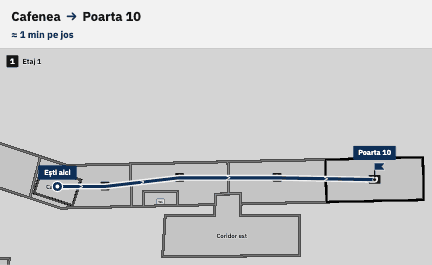 Cafenea → Poarta 10
≈ 1 min pe jos
1 Etaj 1
Poarta 10
Ești aici
Coridor est